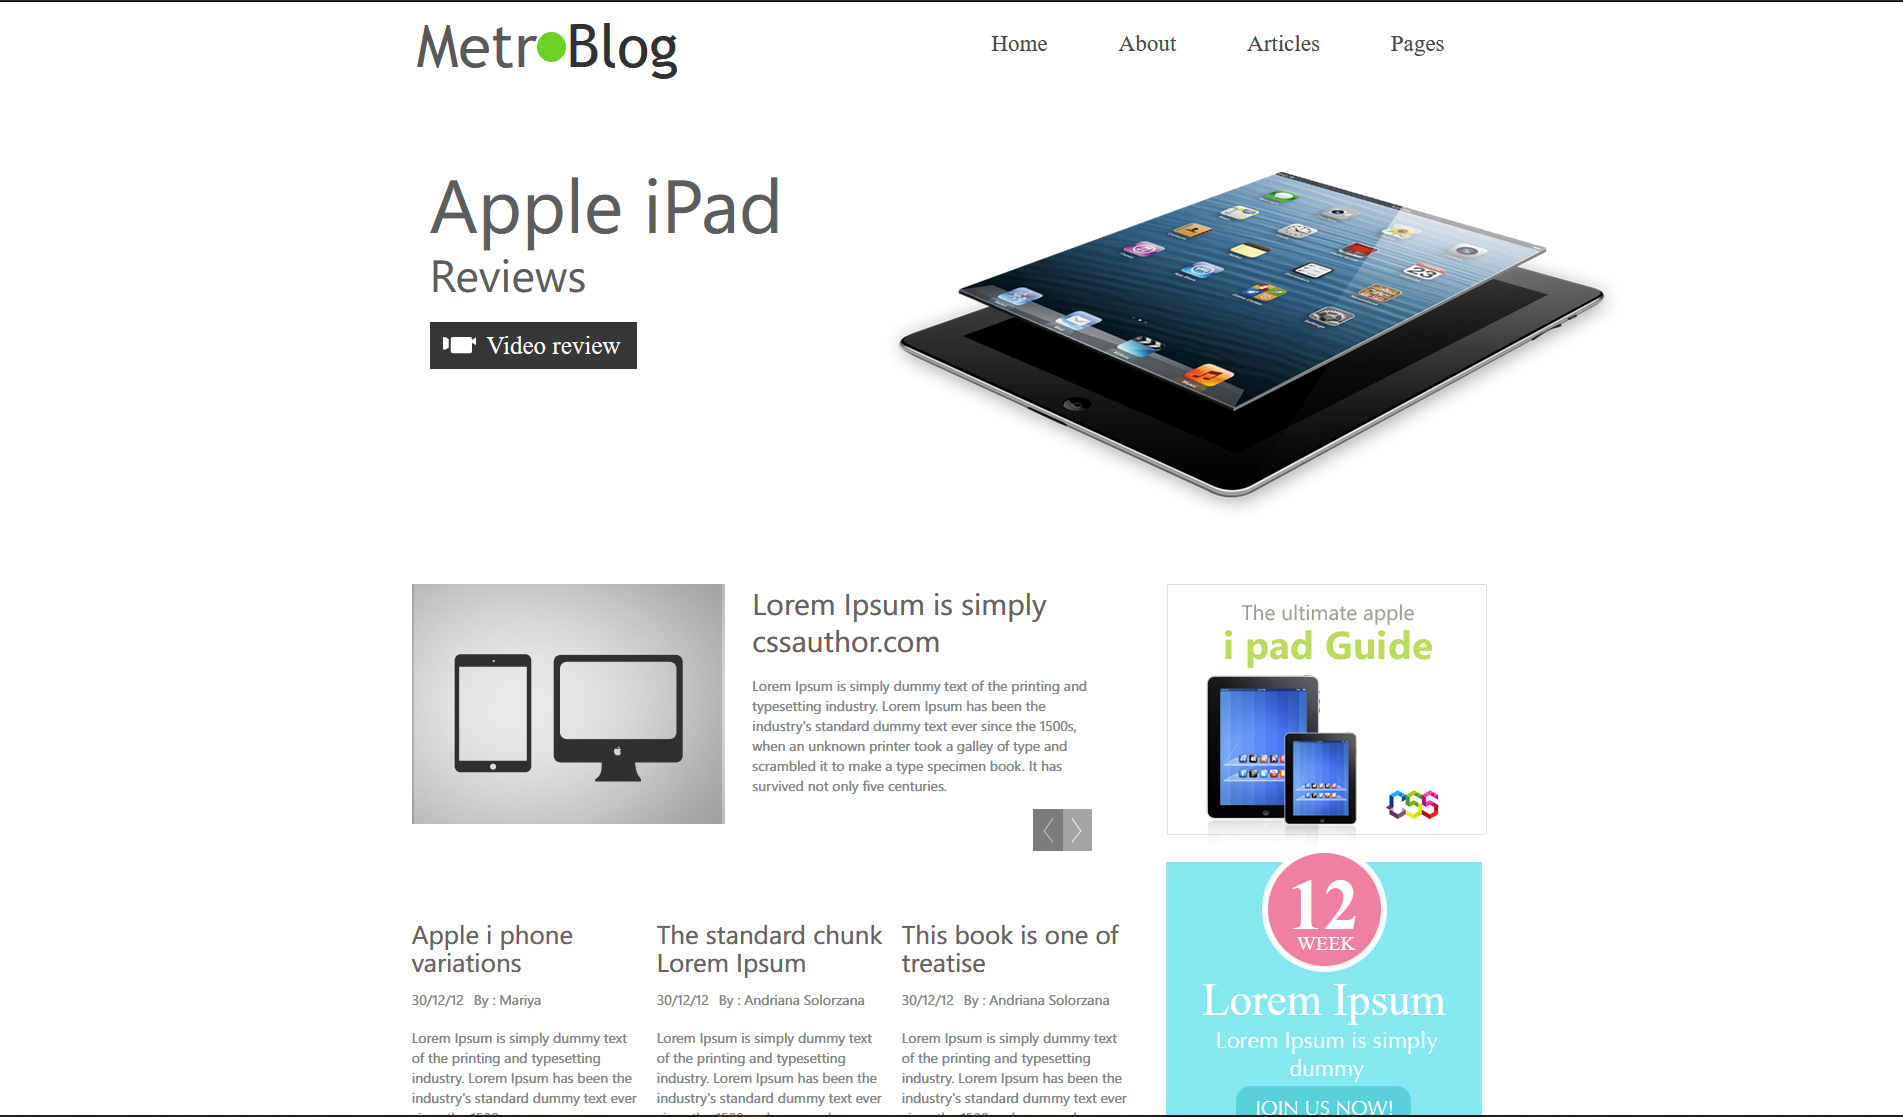 Metro Blog
Home About Articles Pages
Apple iPad
Reviews
Video review
Lorem Ipsum is simply
cssauthor.com
Lorem Ipsum is simply dummy text of the printing and
typesetting industry. Lorem Ipsum has been the
industry's standard dummy text ever since the 1500s,
when an unknown printer took a galley of type and
scrambled it to make a type specimen book. It has
survived not only five centuries.
The ultimate apple
i pad Guide
CSS
12
WEEK
Lorem Ipsum
Lorem Ipsum is simply
dummy
JOIN US NOW!
Apple i phone
variations
30/12/12 By : Mariya
Lorem Ipsum is simply dummy text
of the printing and typesetting
industry. Lorem Ipsum has been the
industry's standard dummy text ever
The standard chunk
Lorem Ipsum
30/12/12 By : Andriana Solorzana
Lorem Ipsum is simply dummy text
of the printing and typesetting
industry. Lorem Ipsum has been the
industry's standard dummy text ever
This book is one of
treatise
30/12/12 By : Andriana Solorzana
Lorem Ipsum is simply dummy text
of the printing and typesetting
industry. Lorem Ipsum has been the
industry's standard dummy text ever